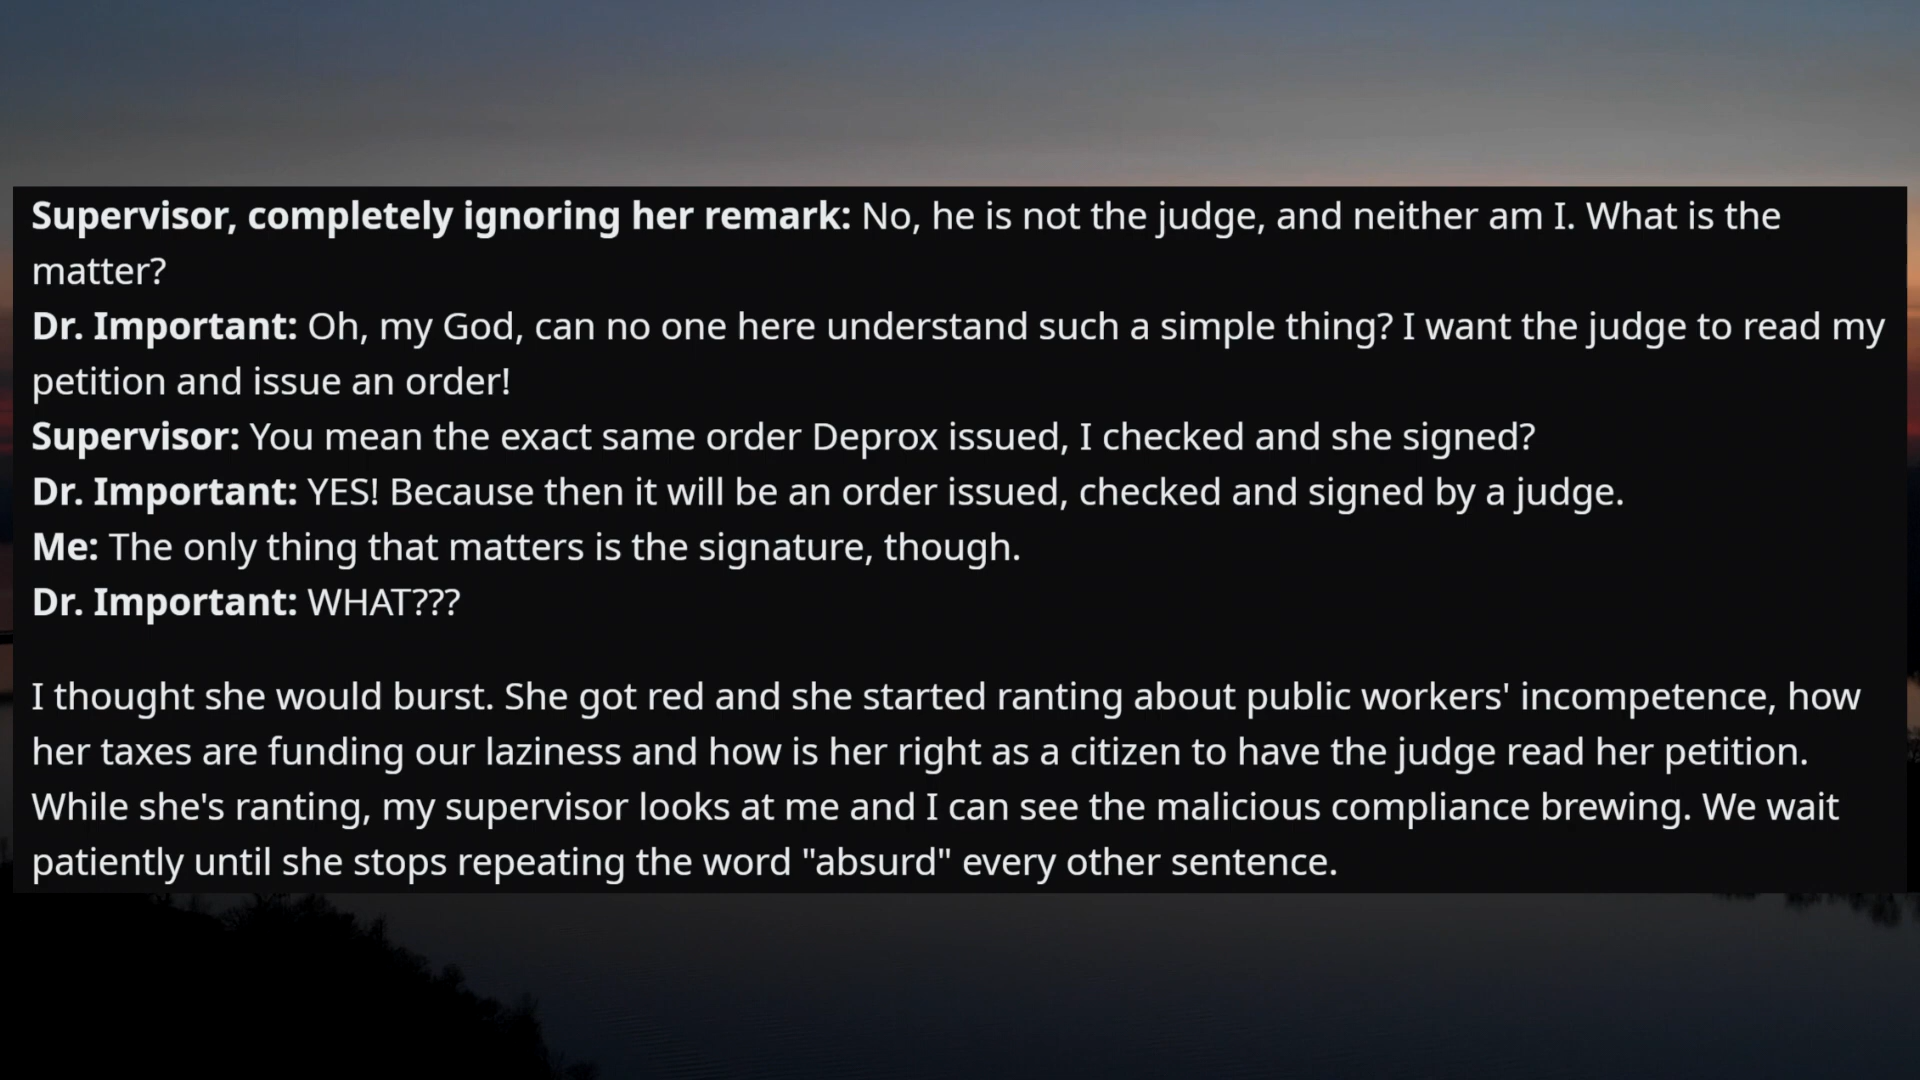 Supervisor, completely ignoring her remark: No, he is not the judge, and neither am I. What is the
matter?
Dr. Important: Oh, my God, can no one here understand such a simple thing? I want the judge to read my
petition and issue an order!
Supervisor: You mean the exact same order Deprox issued, I checked and she signed?
Dr. Important: YES! Because then it will be an order issued, checked and signed by a judge.
Me: The only thing that matters is the signature, though.
Dr. Important: WHAT???
I thought she would burst. She got red and she started ranting about public workers' incompetence, how
her taxes are funding our laziness and how is her right as a citizen to have the judge read her petition.
While she's ranting, my supervisor looks at me and I can see the malicious compliance brewing. We wait
patiently until she stops repeating the word "absurd" every other sentence.